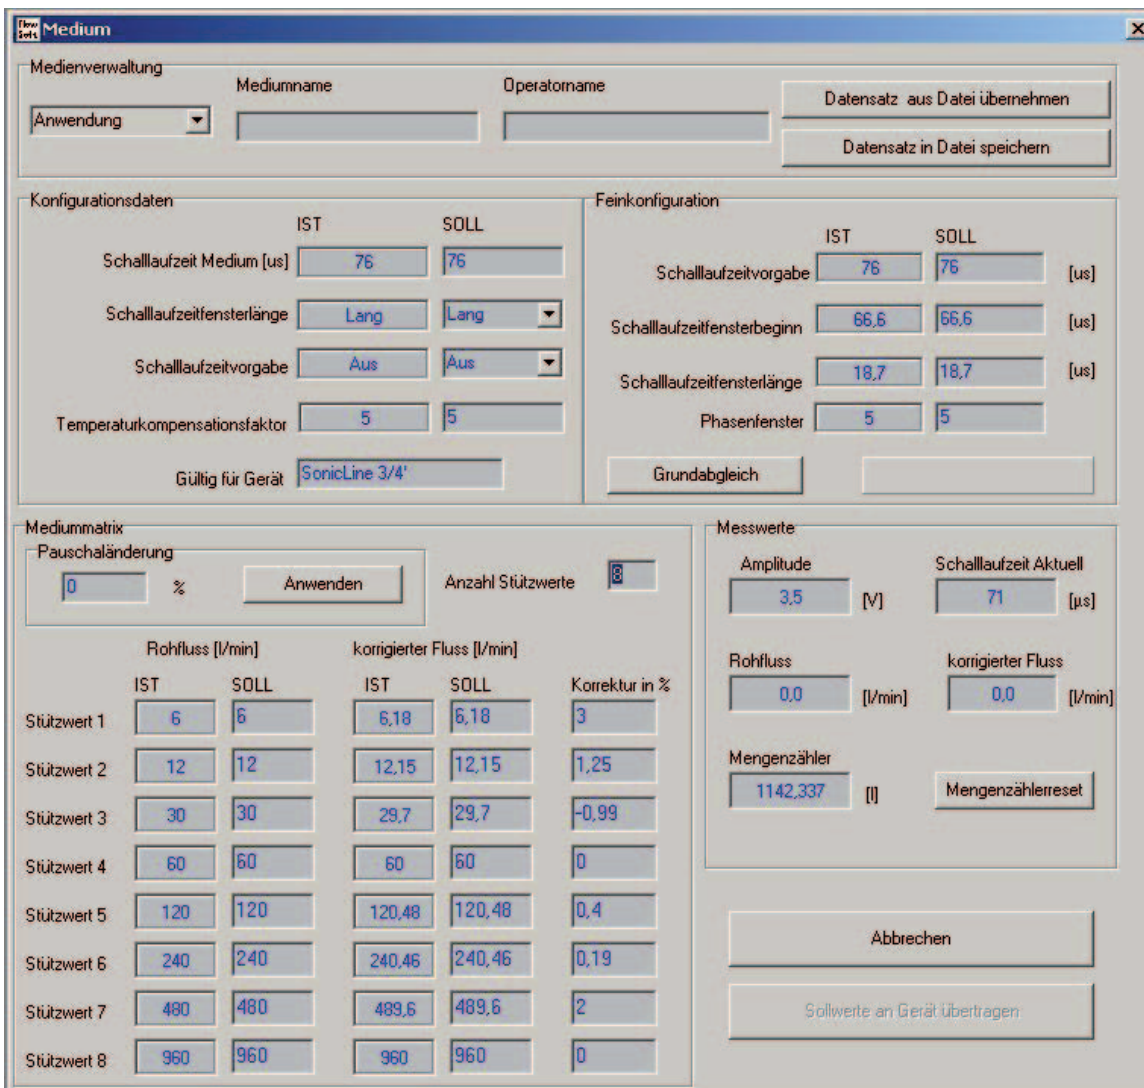 Flow Soft Medium
Medienverwaltung
Mediumname Operatorname
Anwendung
Datensatz aus Datei übernehmen
Datensatz in Datei speichern
Konfigurationsdaten
IST SOLL
Schalllaufzeit Medium [us] 76 76
Schalllaufzeitfensterlänge Lang Lang
Schalllaufzeitvorgabe Aus Aus
Temperaturkompensationsfaktor 5 5
Gültig für Gerät SonicLine 3/4'
Feinkonfiguration
IST SOLL
Schalllaufzeitvorgabe 76 76 [us]
Schalllaufzeitfensterbeginn 66,6 66,6 [us]
Schalllaufzeitfensterlänge 18,7 18,7 [us]
Phasenfenster 5 5
Grundabgleich
Mediummatrix
Pauschaländerung
0 % Anwenden
Anzahl Stützwerte 8
Rohfluss [l/min] korrigierter Fluss [l/min]
IST SOLL IST SOLL Korrektur in %
Stützwert 1 6 6 6,18 6,18 3
Stützwert 2 12 12 12,15 12,15 1,25
Stützwert 3 30 30 29,7 29,7 -0,99
Stützwert 4 60 60 60 60 0
Stützwert 5 120 120 120,48 120,48 0,4
Stützwert 6 240 240 240,46 240,46 0,19
Stützwert 7 480 480 489,6 489,6 2
Stützwert 8 960 960 960 960 0
Messwerte
Amplitude Schalllaufzeit Aktuell
3,5 [V] 71 [µs]
Rohfluss korrigierter Fluss
0,0 [l/min] 0,0 [l/min]
Mengenzähler
1142,337 [l] Mengenzählerreset
Abbrechen
Sollwerte an Gerät übertragen